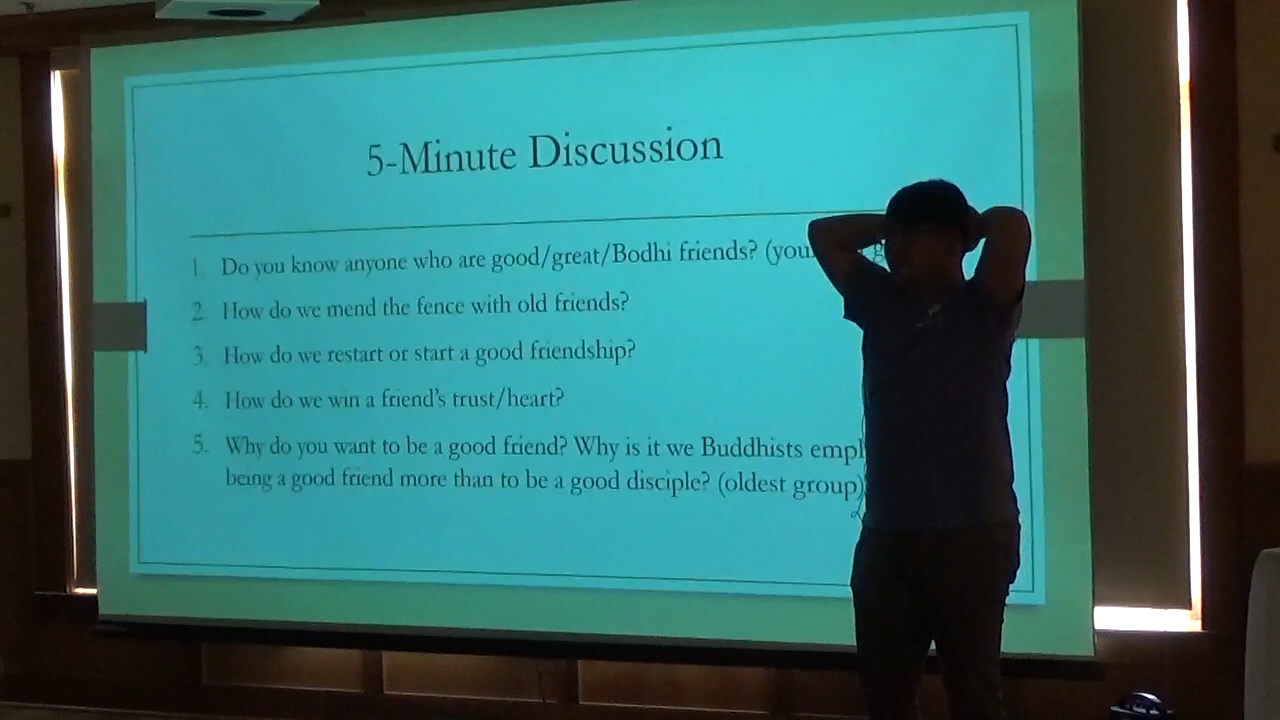 5-Minute Discussion
1. Do you know anyone who are good/great/Bodhi friends? (you
2. How do we mend the fence with old friends?
3. How do we restart or start a good friendship?
4. How do we win a friend's trust/heart?
5. Why do you want to be a good friend? Why is it we Buddhists emp
being a good friend more than to be a good disciple? (oldest group)